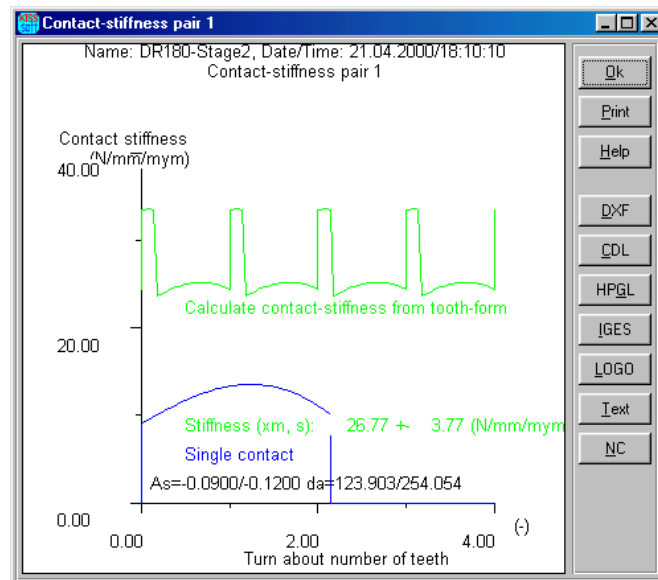 KISS
SOFT
Contact-stiffness pair 1
Name: DR180-Stage2, Date/Time: 21.04.2000/18:10:10
Contact-stiffness pair 1
Contact stiffness
(N/mm/mym)
40.00
Calculate contact-stiffness from tooth-form
20.00
Stiffness (xm, s): 26.77 +- 3.77 (N/mm/mym
Single contact
As=-0.0900/-0.1200 da=123.903/254.054
0.00
0.00 2.00 4.00 (-)
Turn about number of teeth
Ok
Print
Help
DXF
CDL
HPGL
IGES
LOGO
Text
NC